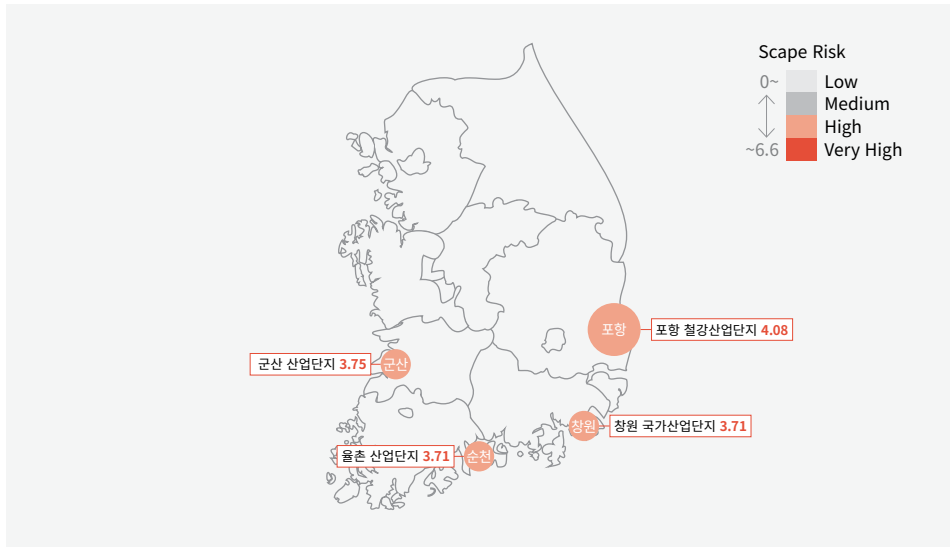 Scape Risk
0~
Low
Medium
High
~6.6
Very High
포항
포항 철강산업단지 4.08
군산 산업단지 3.75
군산
창원
창원 국가산업단지 3.71
율촌 산업단지 3.71
순천